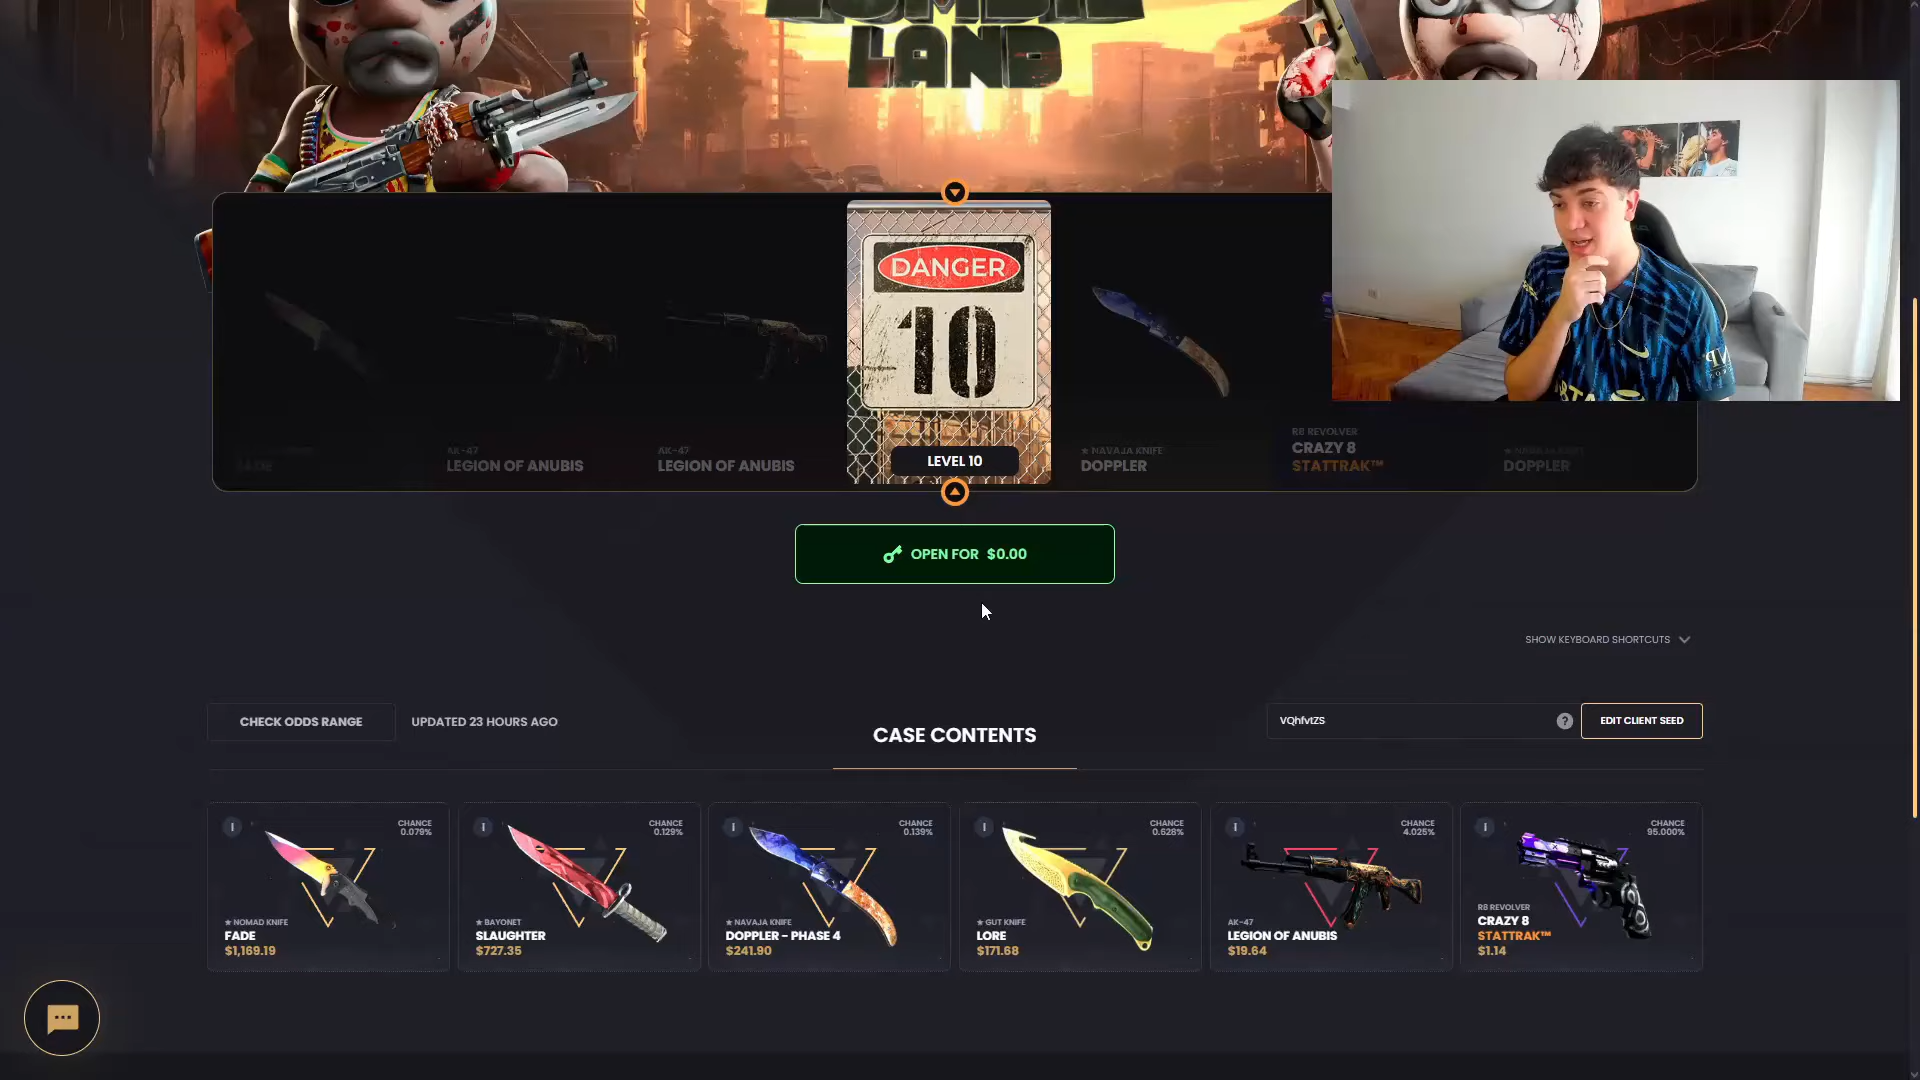 LAND
DANGER
10
LEVEL 10
AK-47
LEGION OF ANUBIS
AK-47
LEGION OF ANUBIS
★ NAVAJA KNIFE
DOPPLER
R8 REVOLVER
CRAZY 8
STATTRAK™
DOPPLER
FADE
OPEN FOR $0.00
SHOW KEYBOARD SHORTCUTS
CHECK ODDS RANGE
UPDATED 23 HOURS AGO
CASE CONTENTS
VQhfvtZS
?
EDIT CLIENT SEED
CHANCE
0.079%
★ NOMAD KNIFE
FADE
$1,169.19
CHANCE
0.129%
★ BAYONET
SLAUGHTER
$727.35
CHANCE
0.139%
★ NAVAJA KNIFE
DOPPLER - PHASE 4
$241.90
CHANCE
0.628%
★ GUT KNIFE
LORE
$171.68
CHANCE
4.025%
AK-47
LEGION OF ANUBIS
$19.64
CHANCE
95.000%
R8 REVOLVER
CRAZY 8
STATTRAK™
$1.14